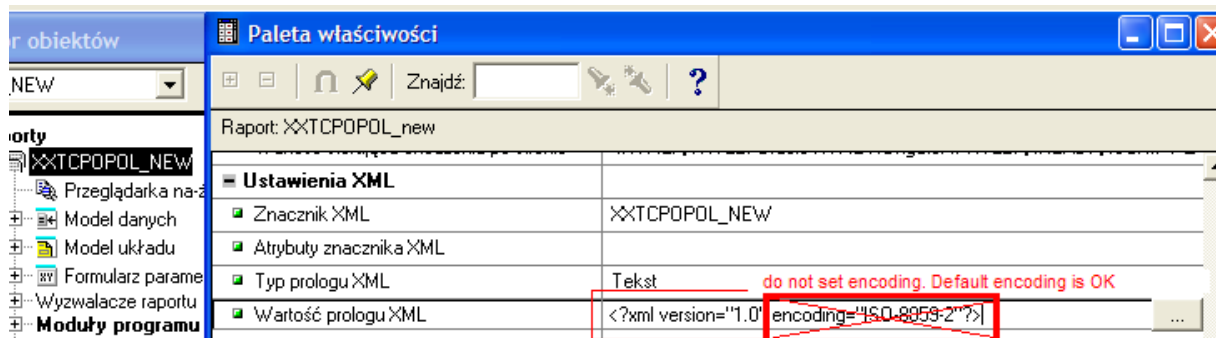 or obiektów
Paleta właściwości
_NEW
Znajdź:
Raport: XXTCPOPOL_new
orty
XXTCPOPOL_NEW
Przeglądarka na-ź
Ustawienia XML
Model danych
Znacznik XML XXTCPOPOL_NEW
Model układu
Atrybuty znacznika XML
Formularz parame
Typ prologu XML Tekst do not set encoding. Default encoding is OK
Wyzwalacze raportu
Wartość prologu XML <?xml version="1.0" encoding="ISO-8859-2"?> ...
Moduły programu